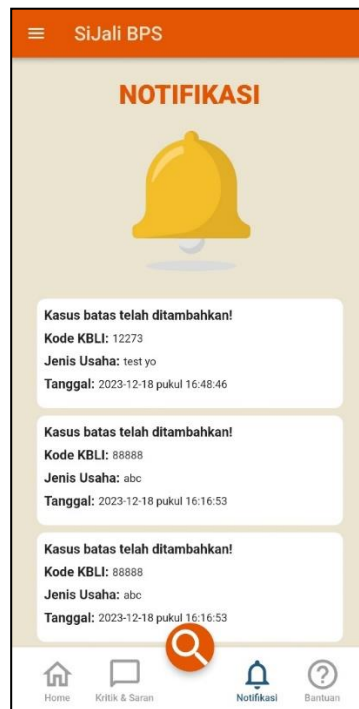 SiJali BPS
NOTIFIKASI
Kasus batas telah ditambahkan!
Kode KBLI: 12273
Jenis Usaha: test yo
Tanggal: 2023-12-18 pukul 16:48:46
Kasus batas telah ditambahkan!
Kode KBLI: 88888
Jenis Usaha: abc
Tanggal: 2023-12-18 pukul 16:16:53
Kasus batas telah ditambahkan!
Kode KBLI: 88888
Jenis Usaha: abc
Tanggal: 2023-12-18 pukul 16:16:53
Home Kritik & Saran Notifikasi Bantuan